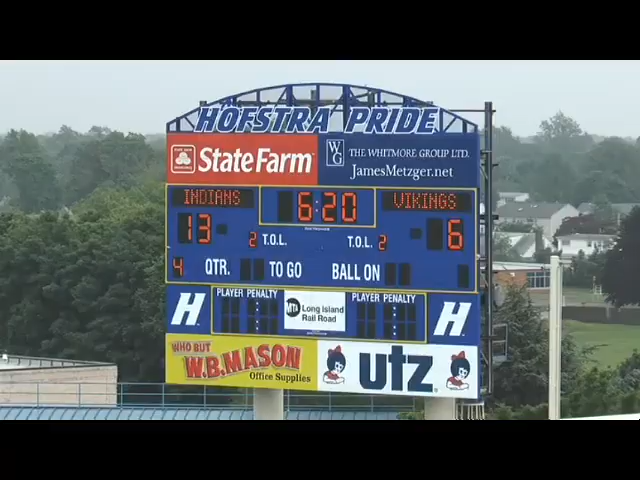 HOFSTRA PRIDE
State Farm
W G THE WHITMORE GROUP LTD.
JamesMetzger.net
INDIANS 6:20 VIKINGS
13 2 T.O.L. T.O.L. 2 6
4 QTR. TO GO BALL ON
PLAYER PENALTY PLAYER PENALTY
H MTA Long Island Rail Road H
WHO BUT
W.B. MASON
Office Supplies
utz